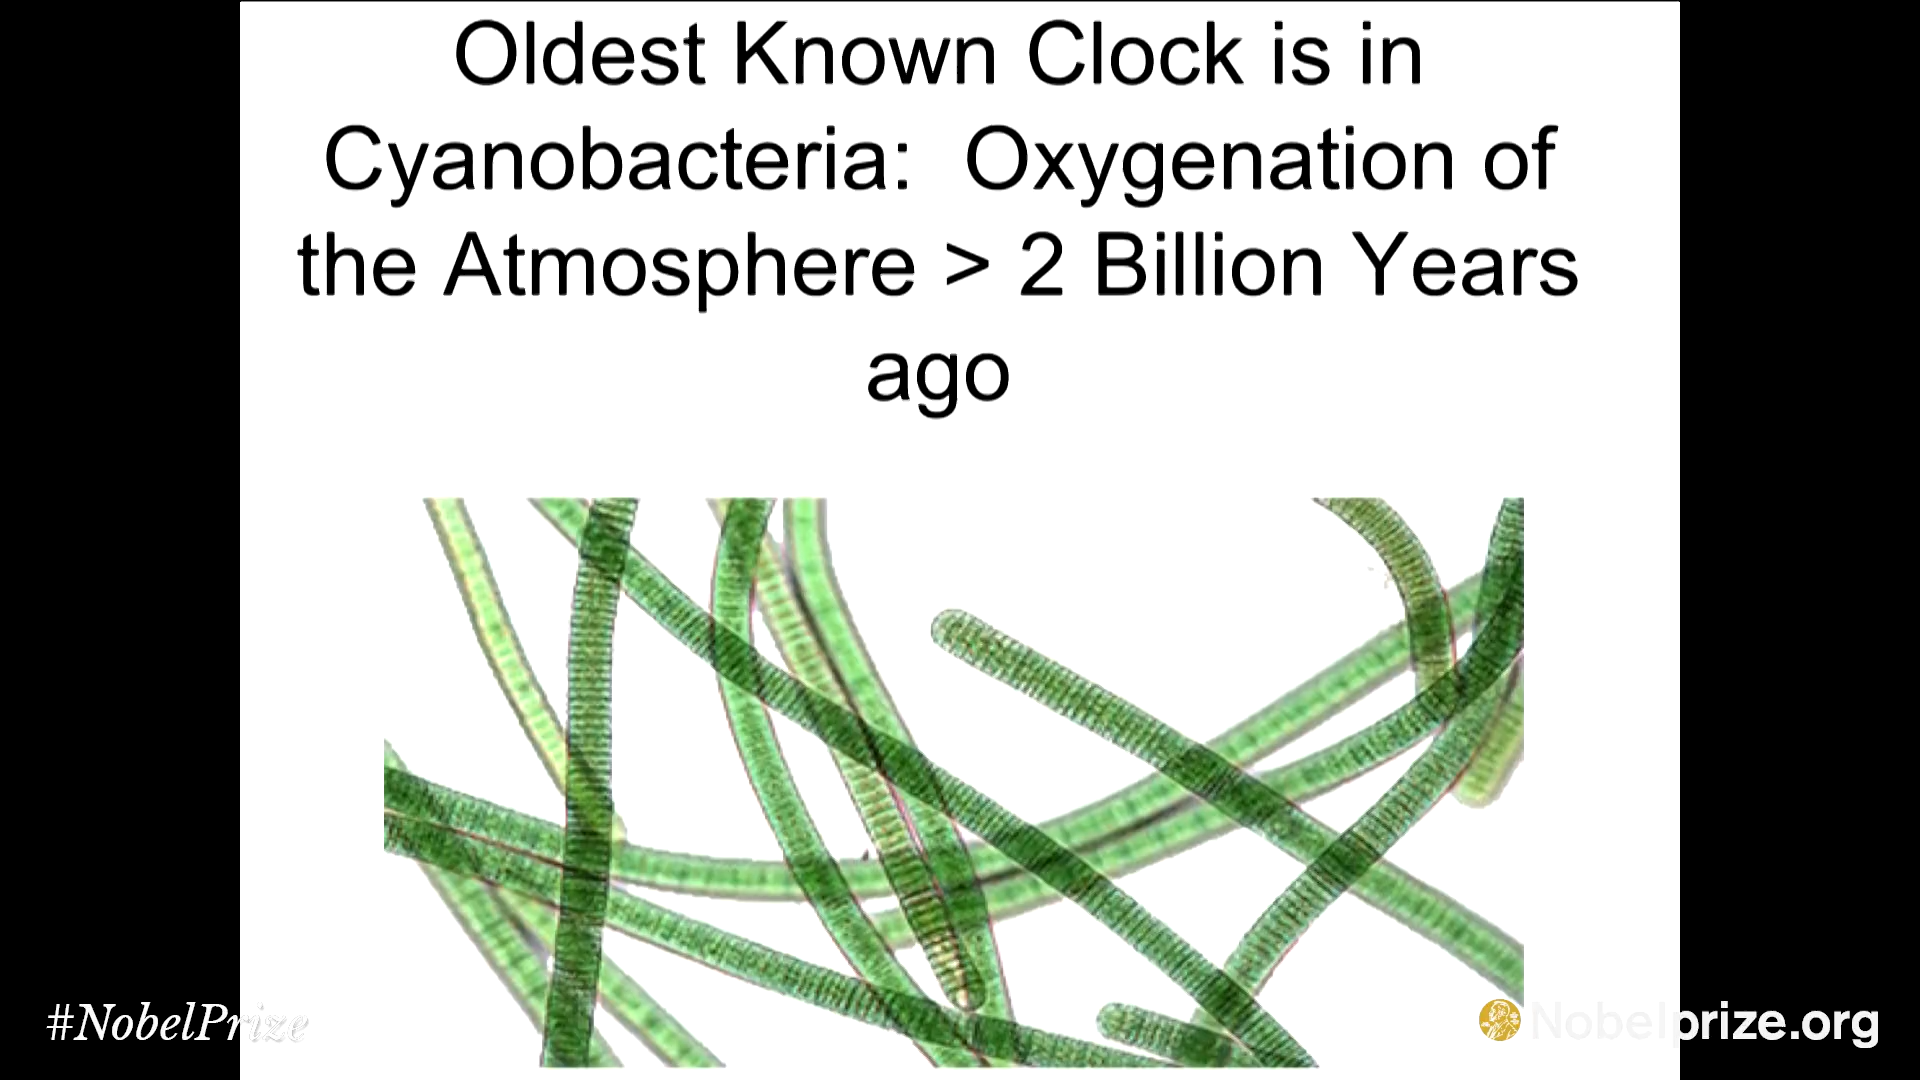 Oldest Known Clock is in
Cyanobacteria:  Oxygenation of
the Atmosphere > 2 Billion Years
ago
#NobelPrize
Nobelprize.org